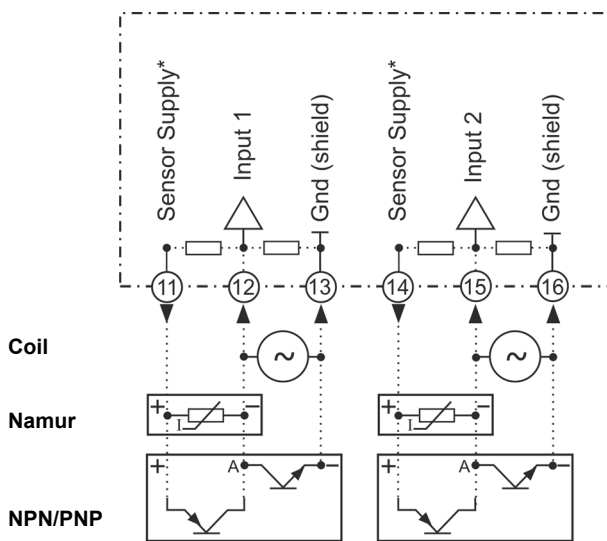 Sensor Supply*
Input 1
Gnd (shield)
Sensor Supply*
Input 2
Gnd (shield)
11
12
13
14
15
16
Coil
~
~
Namur
+
I
−
+
I
−
NPN/PNP
+
A
−
+
A
−